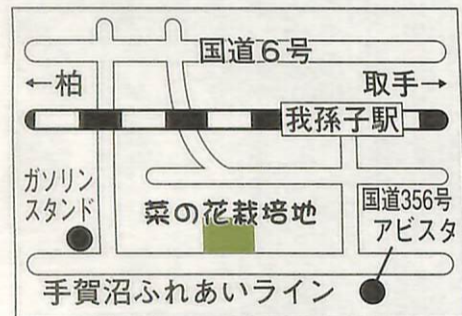 国道6号
←柏
取手→
我孫子駅
ガソリン
スタンド
菜の花栽培地
国道356号
アビスタ
手賀沼ふれあいライン